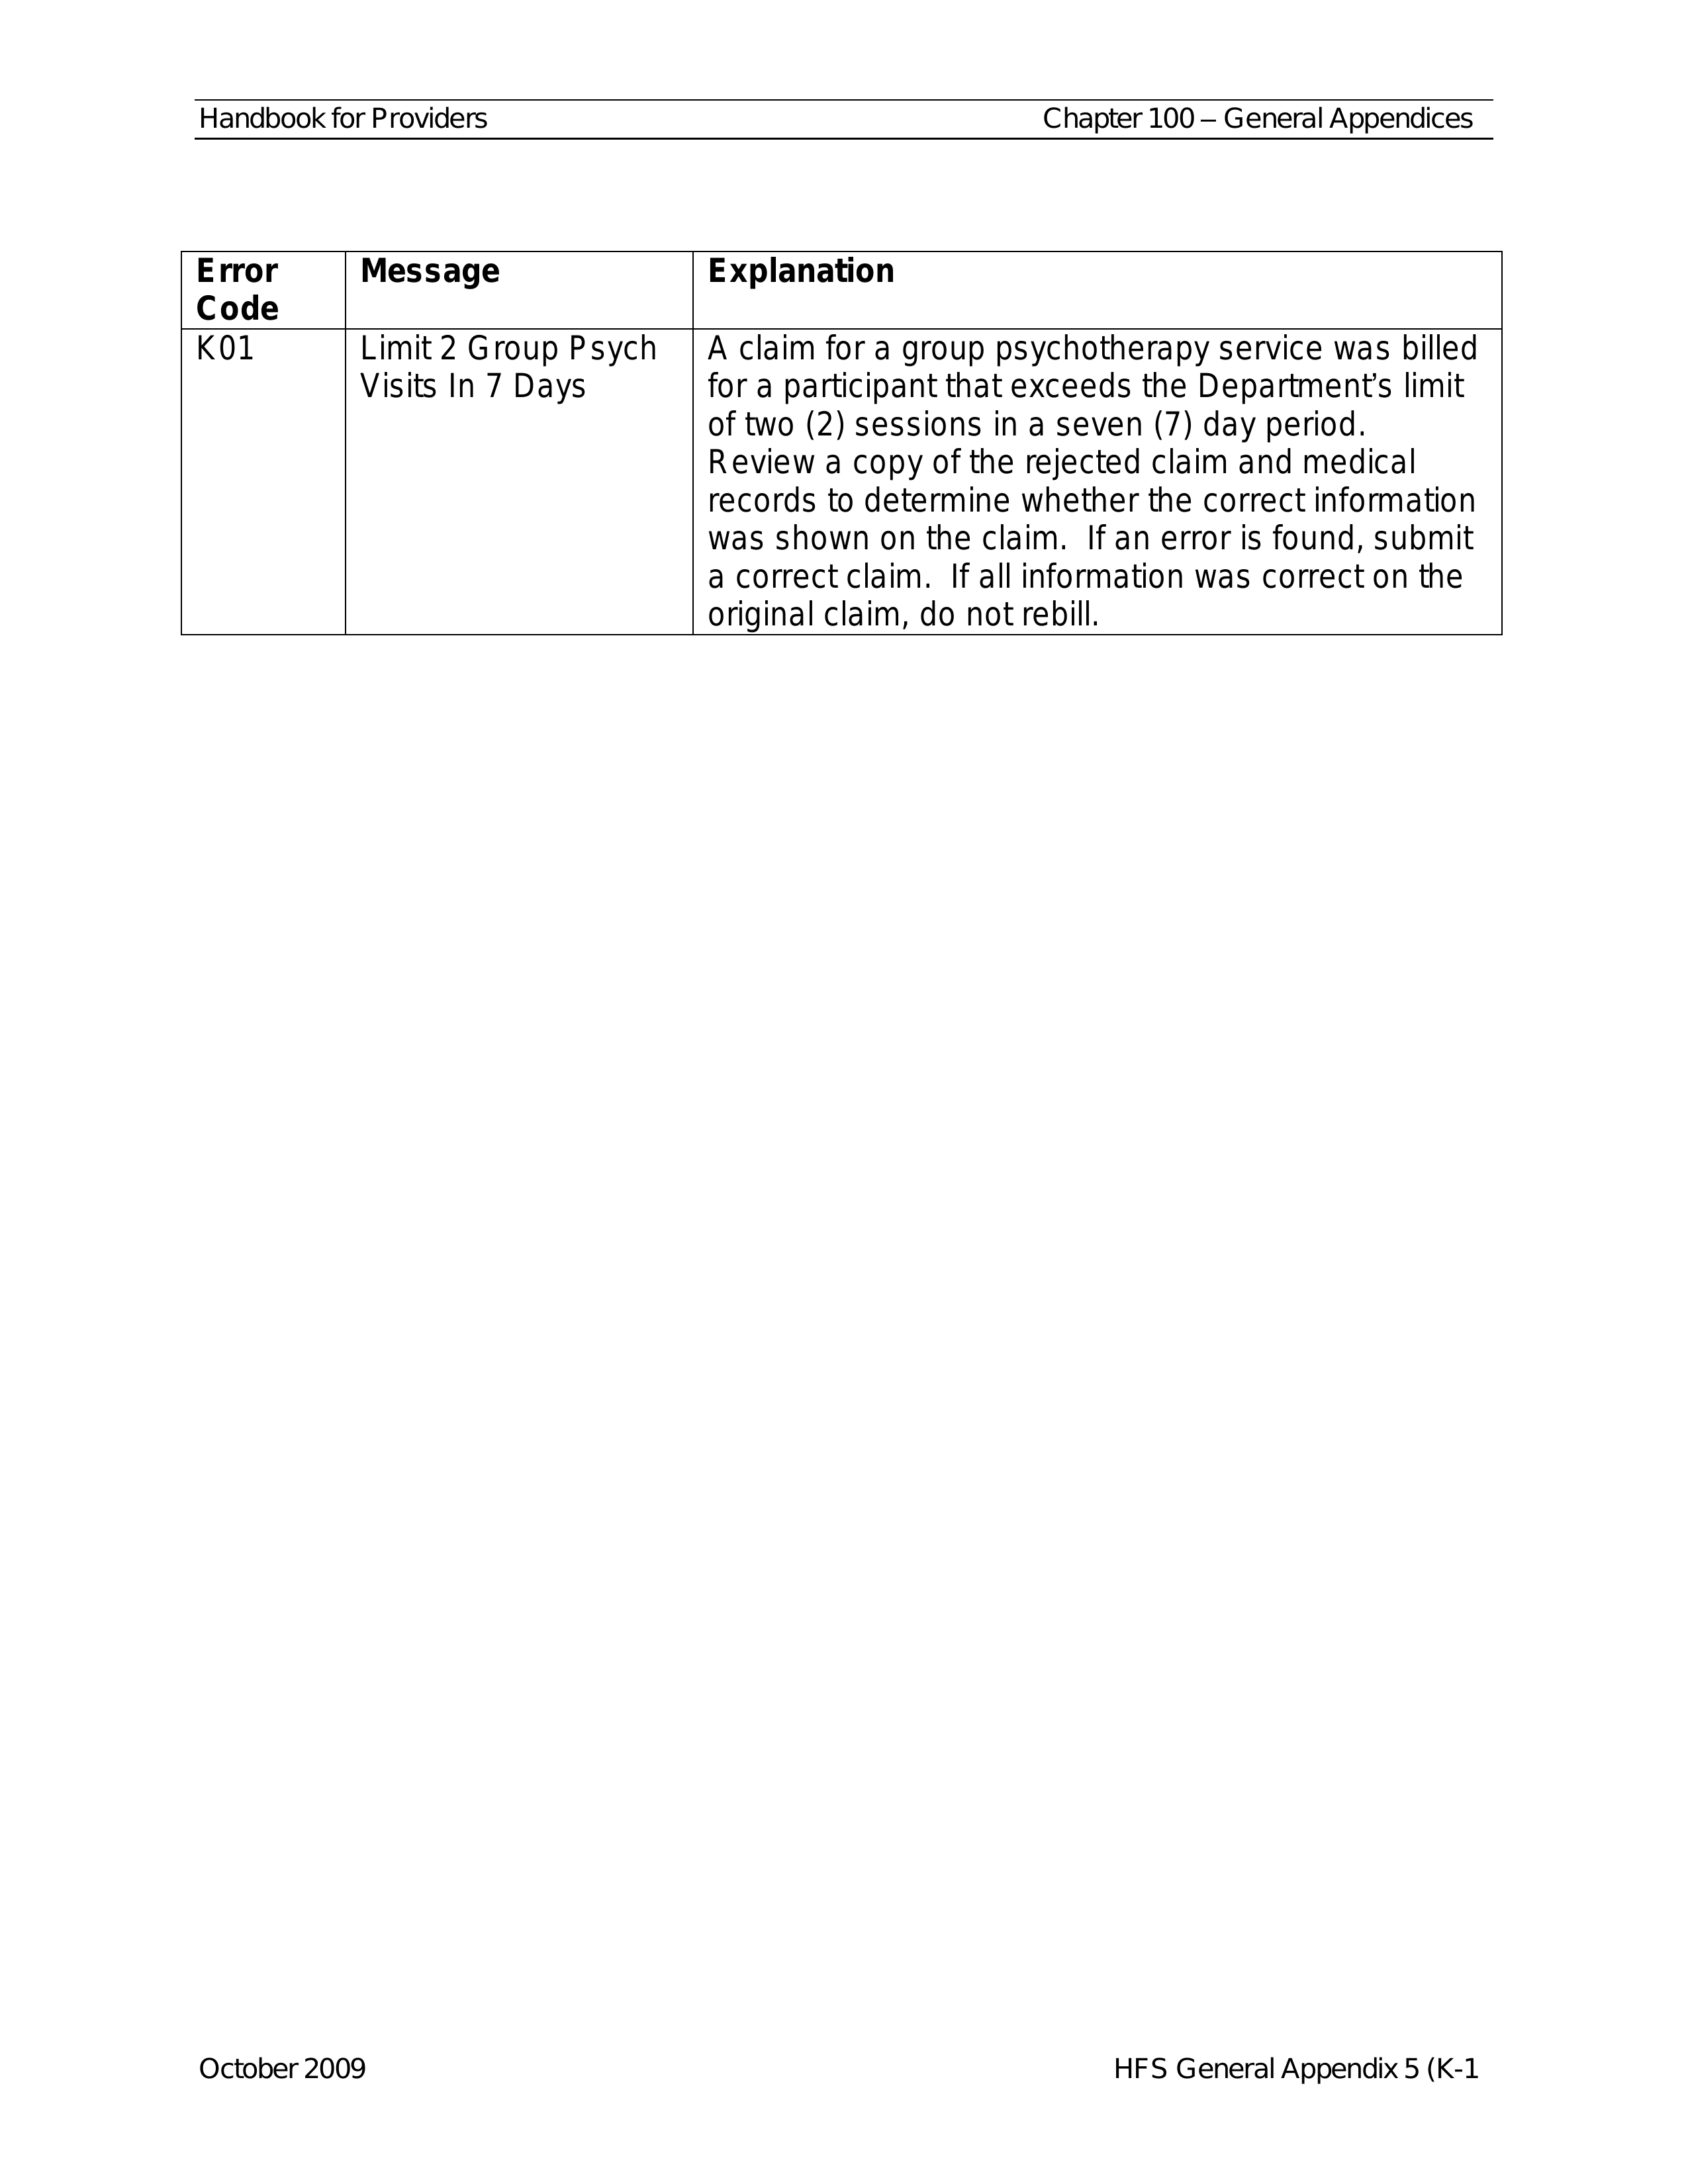 Handbook for Providers Chapter 100 – General Appendices
Error Code Message Explanation
K01 Limit 2 Group Psych Visits In 7 Days
A claim for a group psychotherapy service was billed
for a participant that exceeds the Department’s limit
of two (2) sessions in a seven (7) day period.
Review a copy of the rejected claim and medical
records to determine whether the correct information
was shown on the claim.  If an error is found, submit
a correct claim.  If all information was correct on the
original claim, do not rebill.
October 2009 HFS General Appendix 5 (K-1